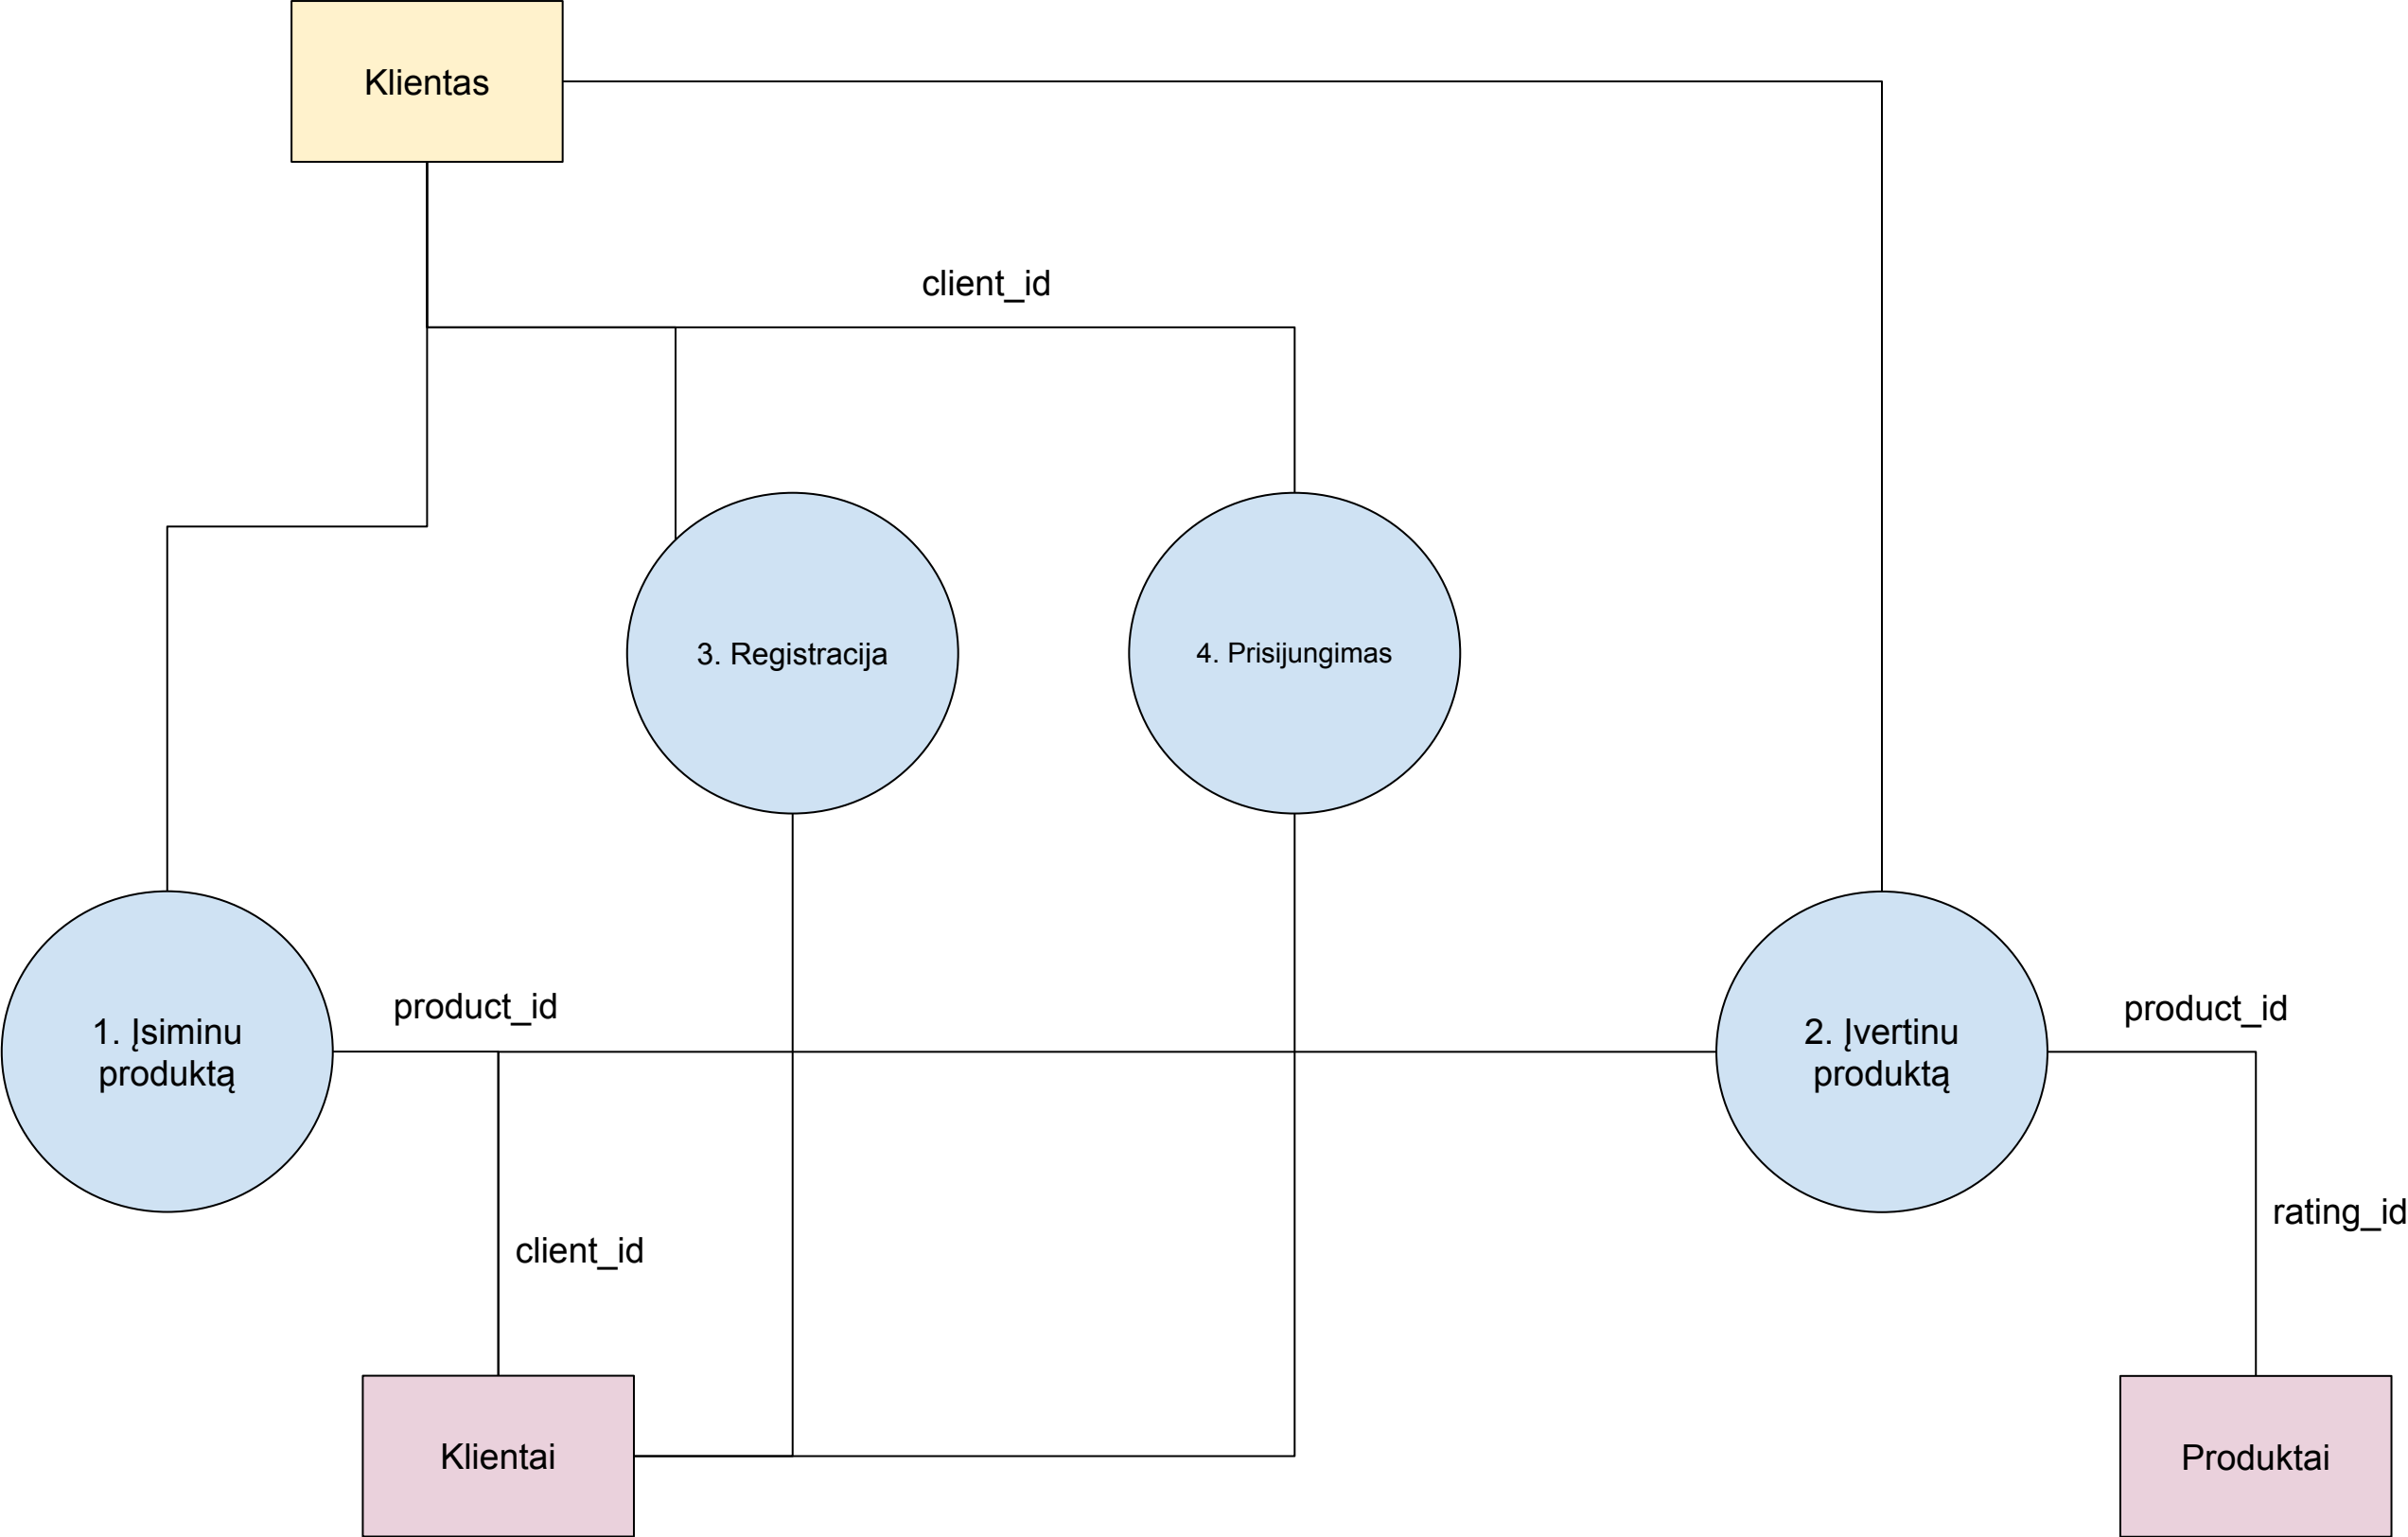 Klientas
client_id
3. Registracija
4. Prisijungimas
product_id
product_id
1. Įsiminu
produktą
2. Įvertinu
produktą
rating_id
client_id
Klientai
Produktai